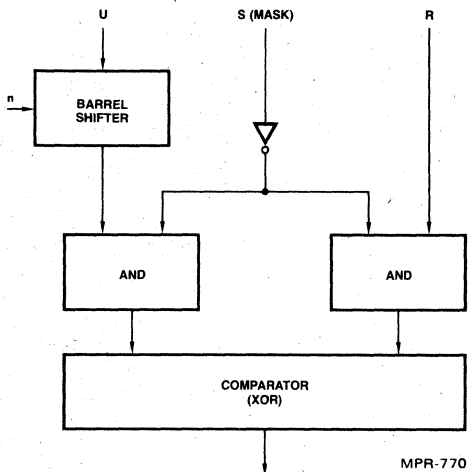 U
S (MASK)
R
n
BARREL
SHIFTER
AND
AND
COMPARATOR
(XOR)
MPR-770